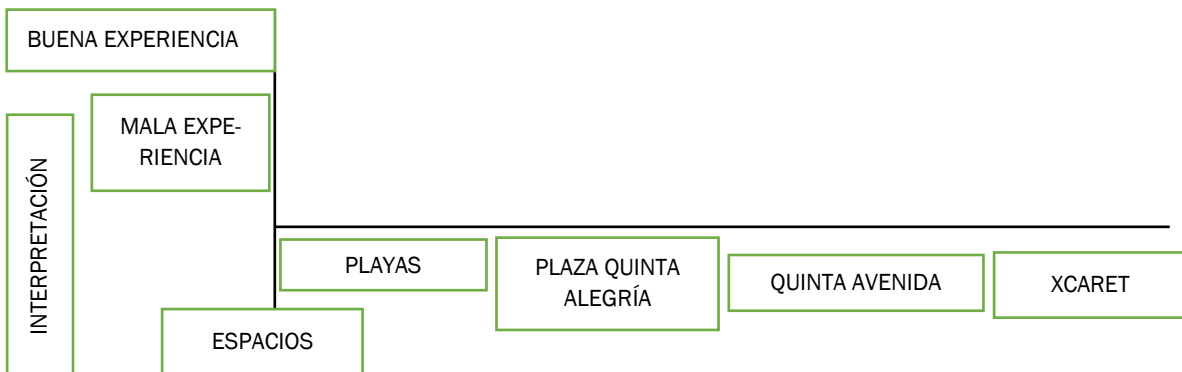 BUENA EXPERIENCIA
MALA EXPE-
RIENCIA
INTERPRETACIÓN
PLAYAS
PLAZA QUINTA
ALEGRÍA
QUINTA AVENIDA
XCARET
ESPACIOS